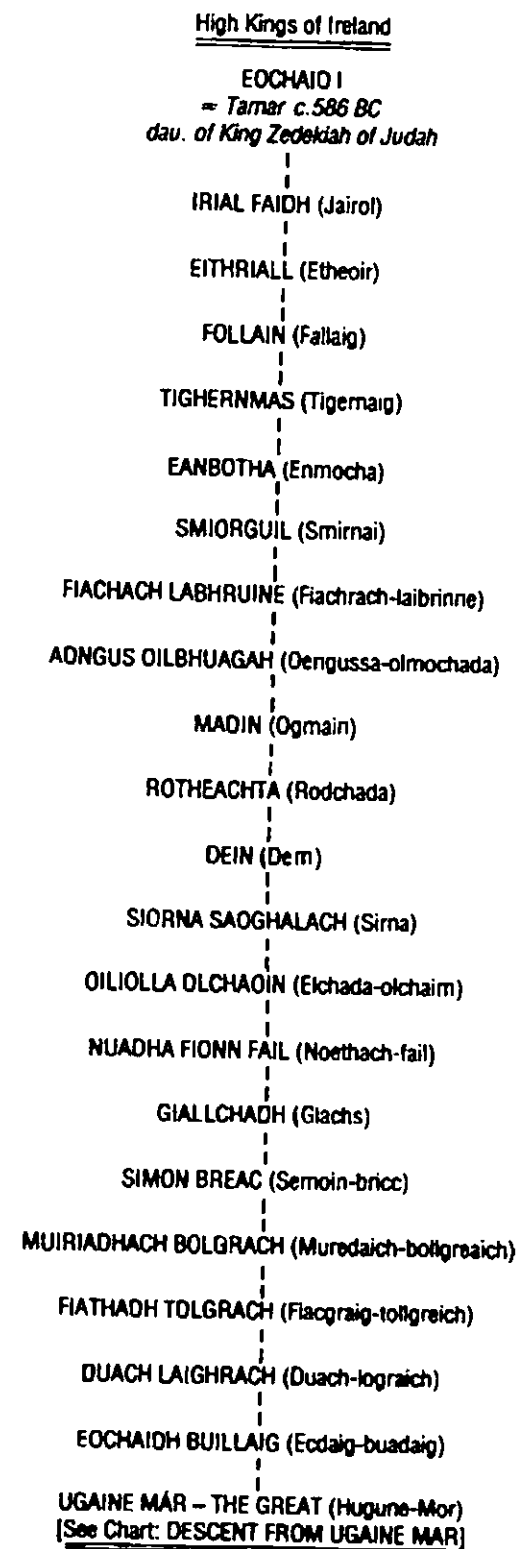 High Kings of Ireland
EOCHAID I
= Tamar c.586 BC
dau. of King Zedekiah of Judah
IRIAL FAIDH (Jairol)
EITHRIALL (Etheoir)
FOLLAIN (Fallaig)
TIGHERNMAS (Tigernaig)
EANBOTHA (Enmocha)
SMIORGUIL (Smirnai)
FIACHACH LABHRUINE (Fiachrach-laibrinne)
AONGUS OILBHUAGAH (Oengussa-olmochada)
MAOIN (Ogmain)
ROTHEACHTA (Rodchada)
DEIN (Dem)
SIORNA SAOGHALACH (Sirna)
OILIOLLA OLCHAOIN (Elchada-olchaim)
NUADHA FIONN FAIL (Noethach-fail)
GIALLCHADH (Glachs)
SIMON BREAC (Semoin-bricc)
MUIRIADHACH BOLGRACH (Muredaich-bollgreaich)
FIATHADH TOLGRACH (Fiacgraig-tollgreich)
DUACH LAIGHRACH (Duach-lograich)
EOCHAIDH BUILLAIG (Ecdaig-buadaig)
UGAINE MÁR – THE GREAT (Hugune-Mor)
[See Chart: DESCENT FROM UGAINE MAR]